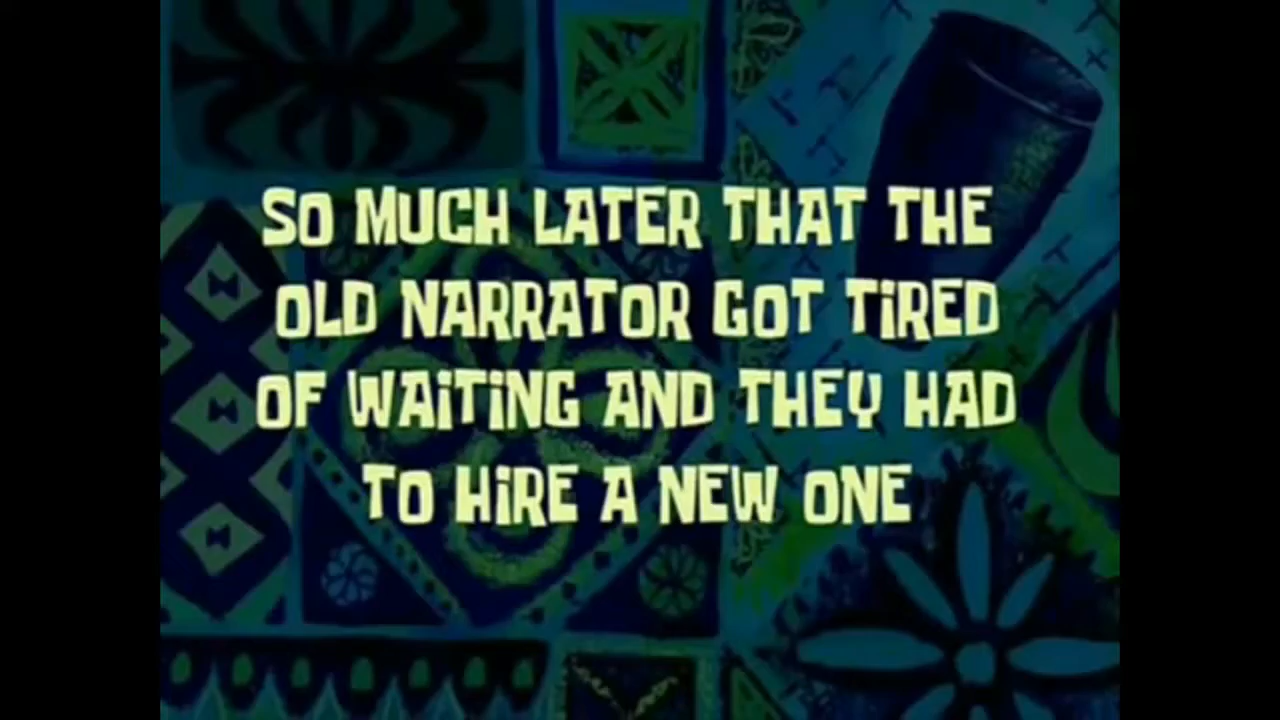 SO MUCH LATER THAT THE
OLD NARRATOR GOT TIRED
OF WAITING AND THEY HAD
TO HIRE A NEW ONE